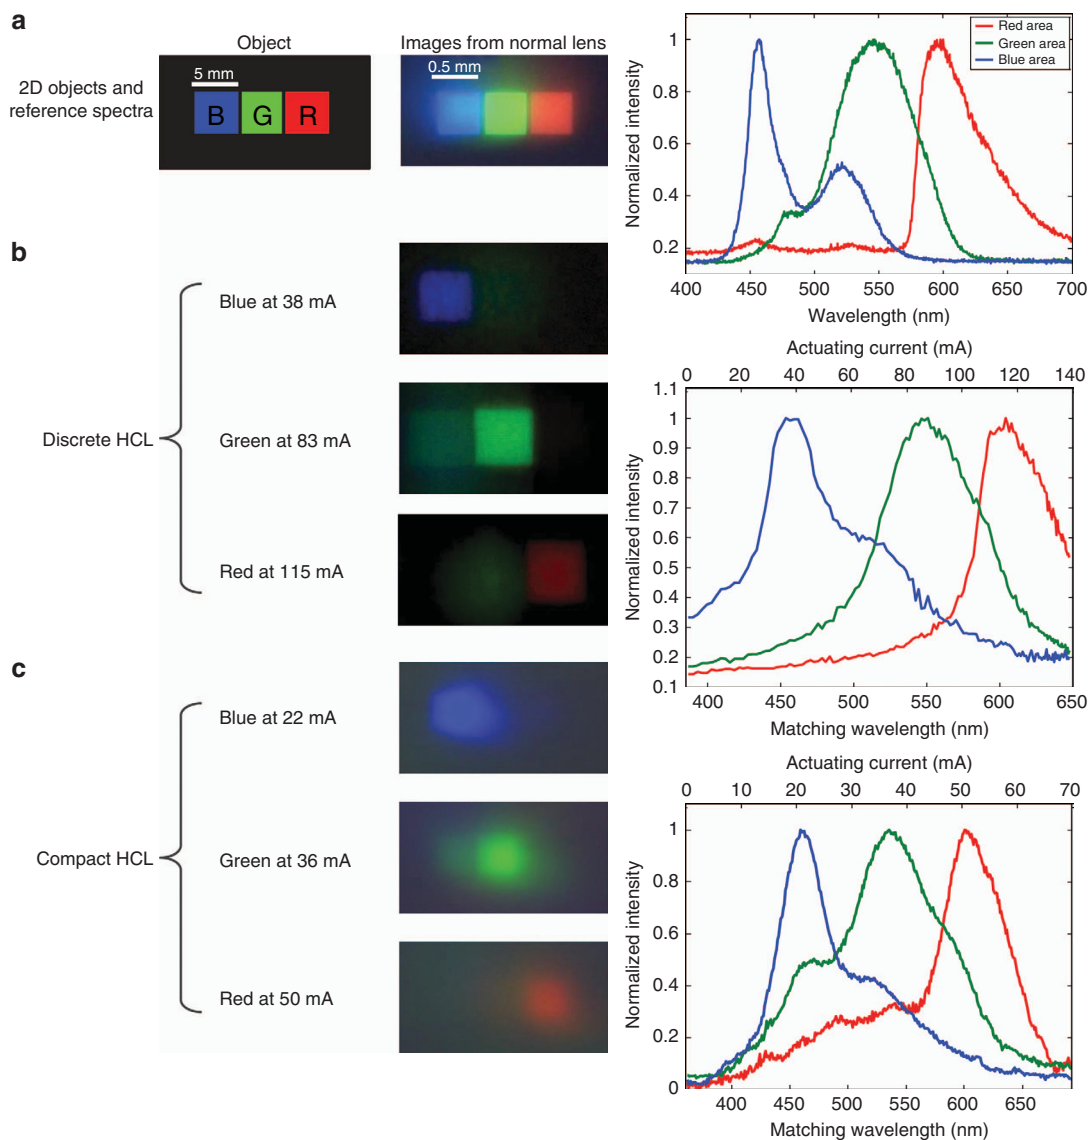 a
Object
Images from normal lens
2D objects and
reference spectra
5 mm
B G R
0.5 mm
Normalized intensity
1
0.8
0.6
0.4
0.2
Red area
Green area
Blue area
400 450 500 550 600 650 700
Wavelength (nm)
b
Discrete HCL
Blue at 38 mA
Green at 83 mA
Red at 115 mA
Actuating current (mA)
0 20 40 60 80 100 120 140
Normalized intensity
1.1
1
0.9
0.8
0.7
0.6
0.5
0.4
0.3
0.2
0.1
400 450 500 550 600 650
Matching wavelength (nm)
c
Compact HCL
Blue at 22 mA
Green at 36 mA
Red at 50 mA
Actuating current (mA)
0 10 20 30 40 50 60 70
Normalized intensity
1
0.8
0.6
0.4
0.2
0
400 450 500 550 600 650
Matching wavelength (nm)